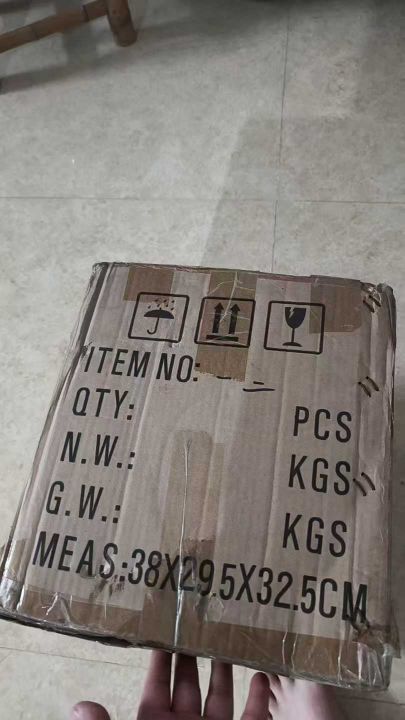 ITEM NO:
QTY: PCS
N.W.: KGS
G.W.: KGS
MEAS.:38X29.5X32.5CM